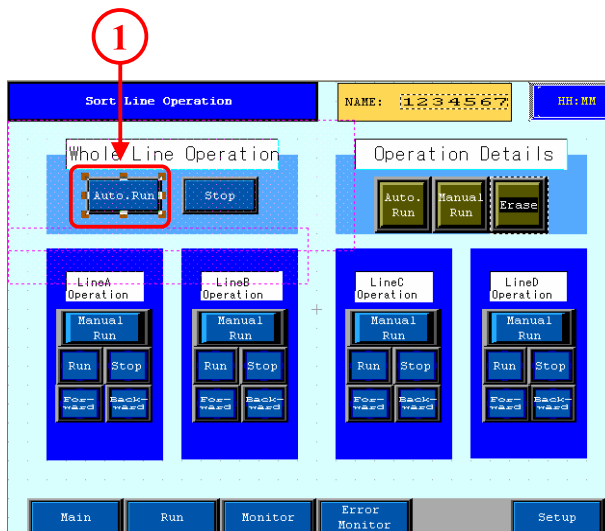 1
Sort Line Operation
NAME: 1234567
HH:MM
Whole Line Operation
Operation Details
Auto.Run
Stop
Auto.
Run
Manual
Run
Erase
LineA
Operation
LineB
Operation
LineC
Operation
LineD
Operation
Manual
Run
Manual
Run
Manual
Run
Manual
Run
Run
Stop
Run
Stop
Run
Stop
Run
Stop
For-
ward
Back-
ward
For-
ward
Back-
ward
For-
ward
Back-
ward
For-
ward
Back-
ward
Main
Run
Monitor
Error
Monitor
Setup